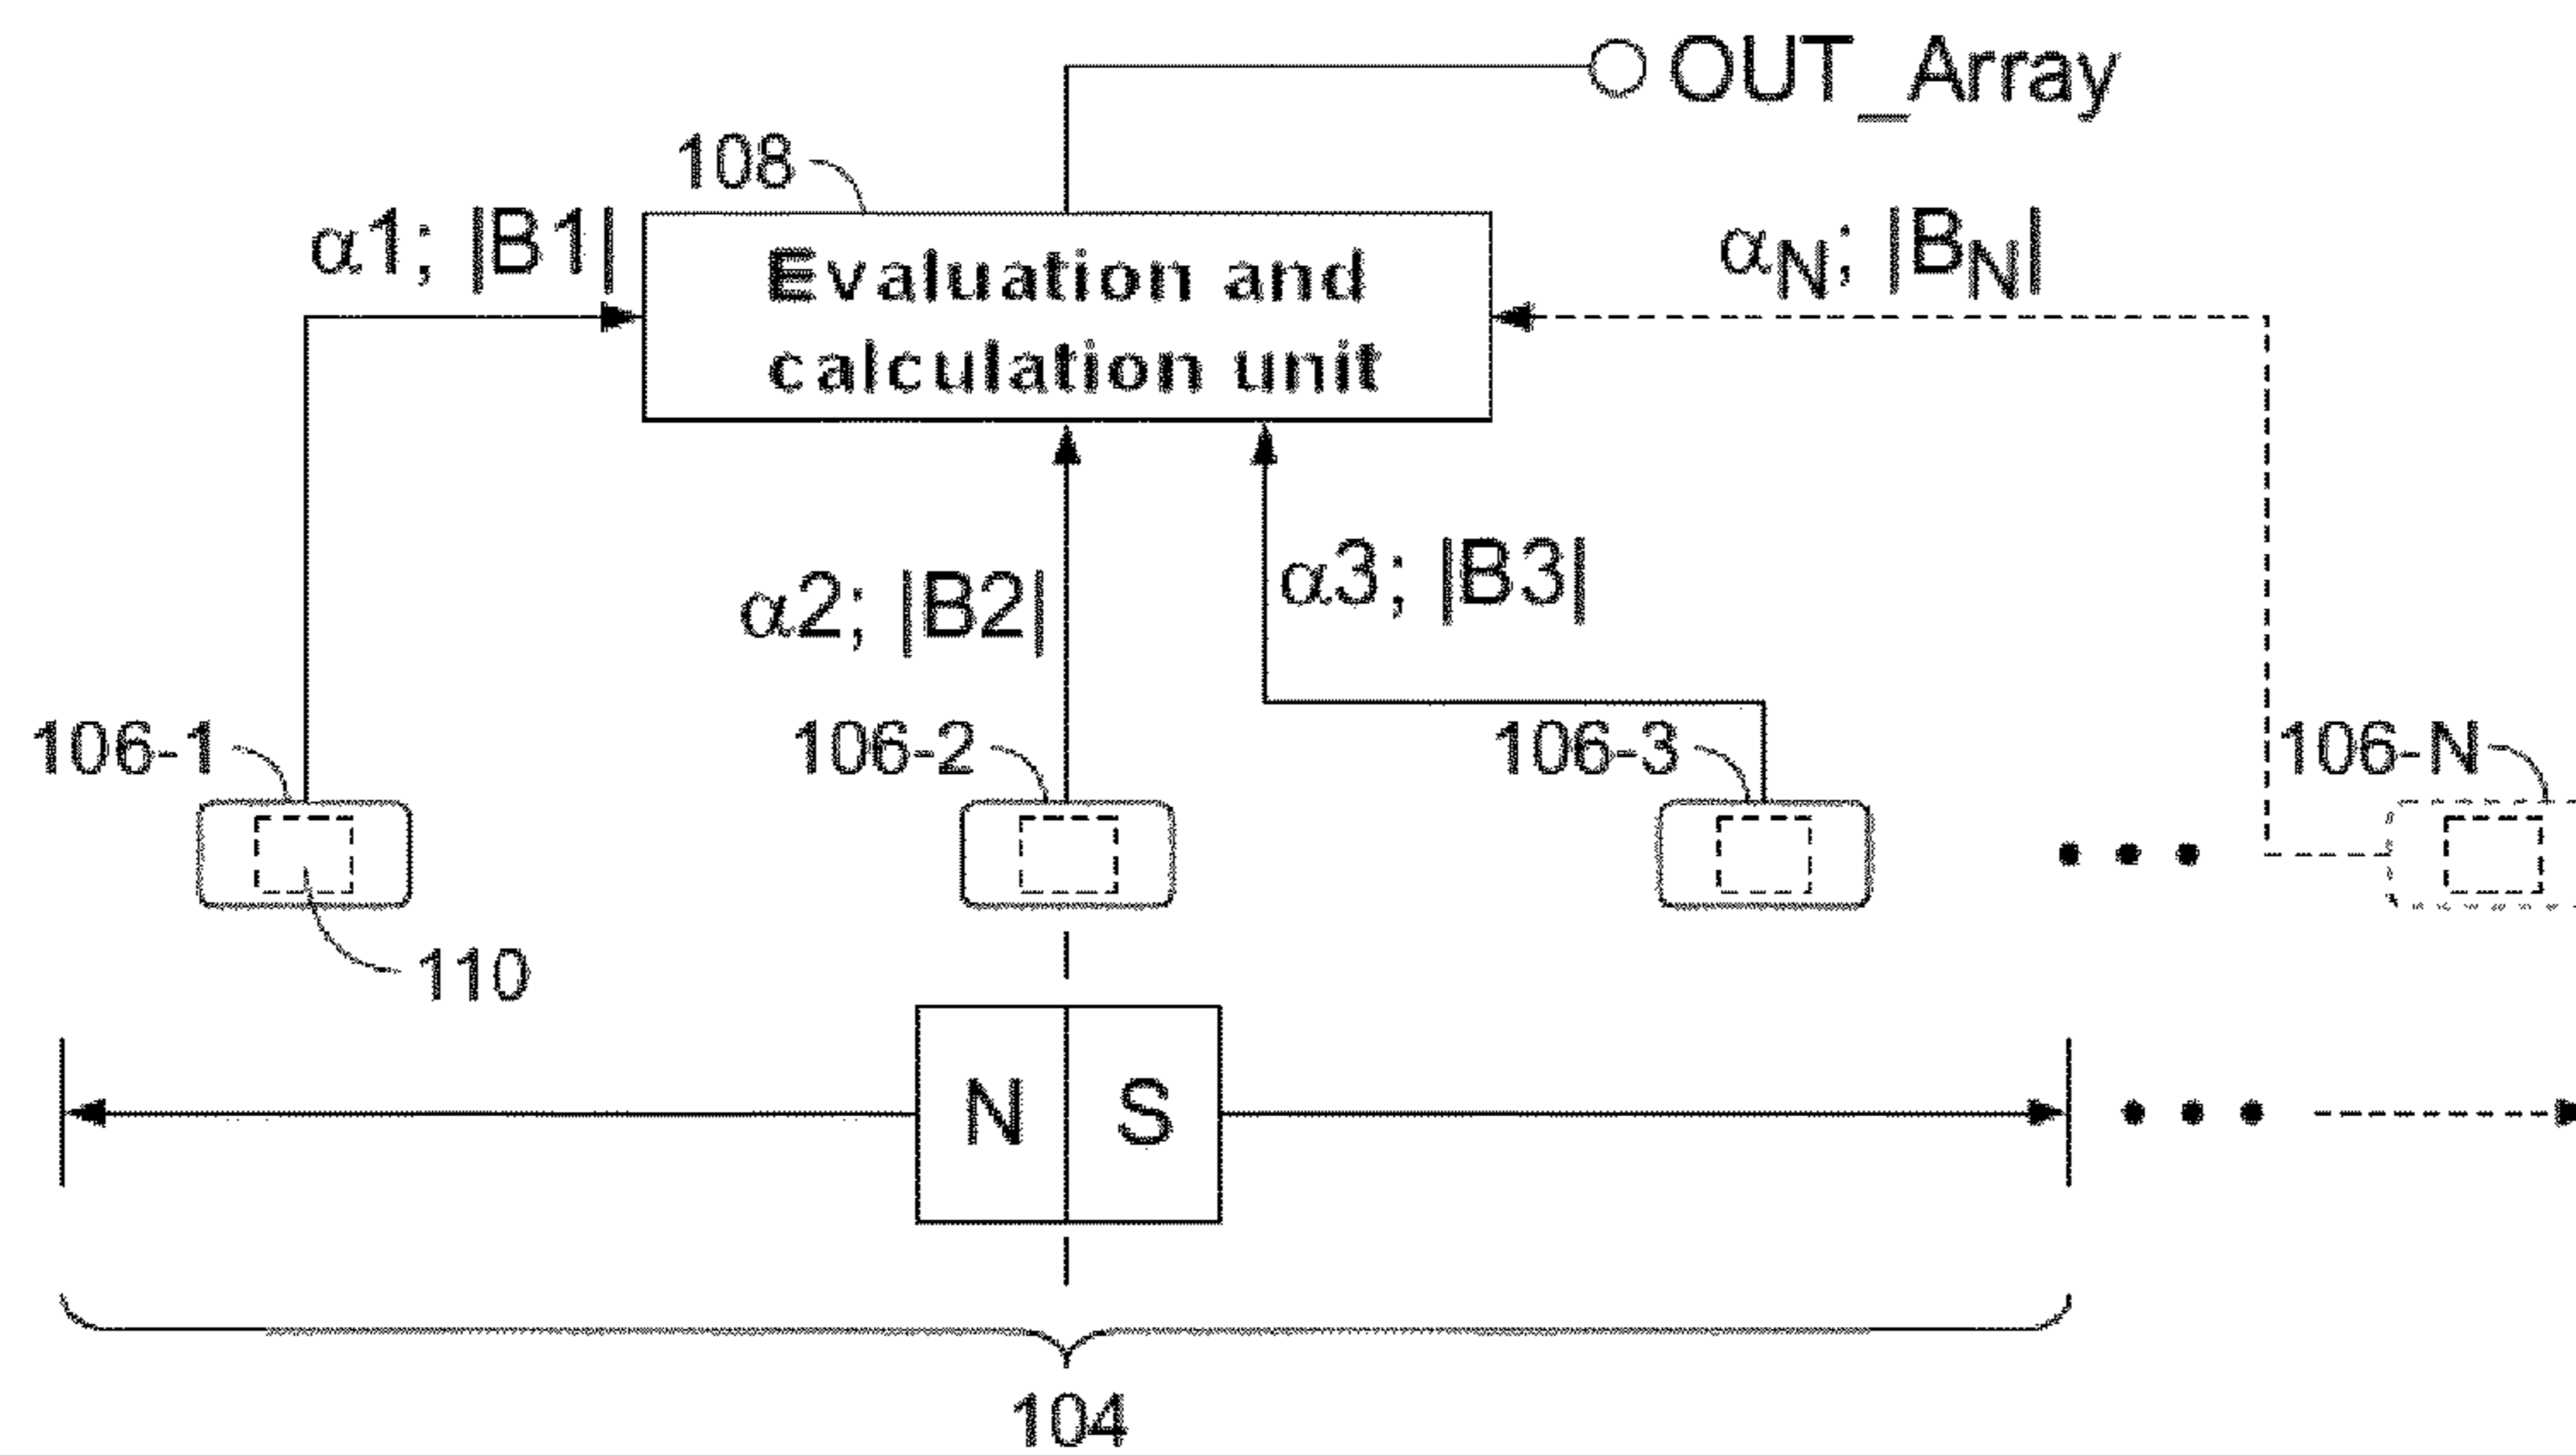 OUT_Array
108
α1; |B1|
Evaluation and
calculation unit
αN; |BN|
α2; |B2|
α3; |B3|
106-1
106-2
106-3
106-N
110
N
S
104